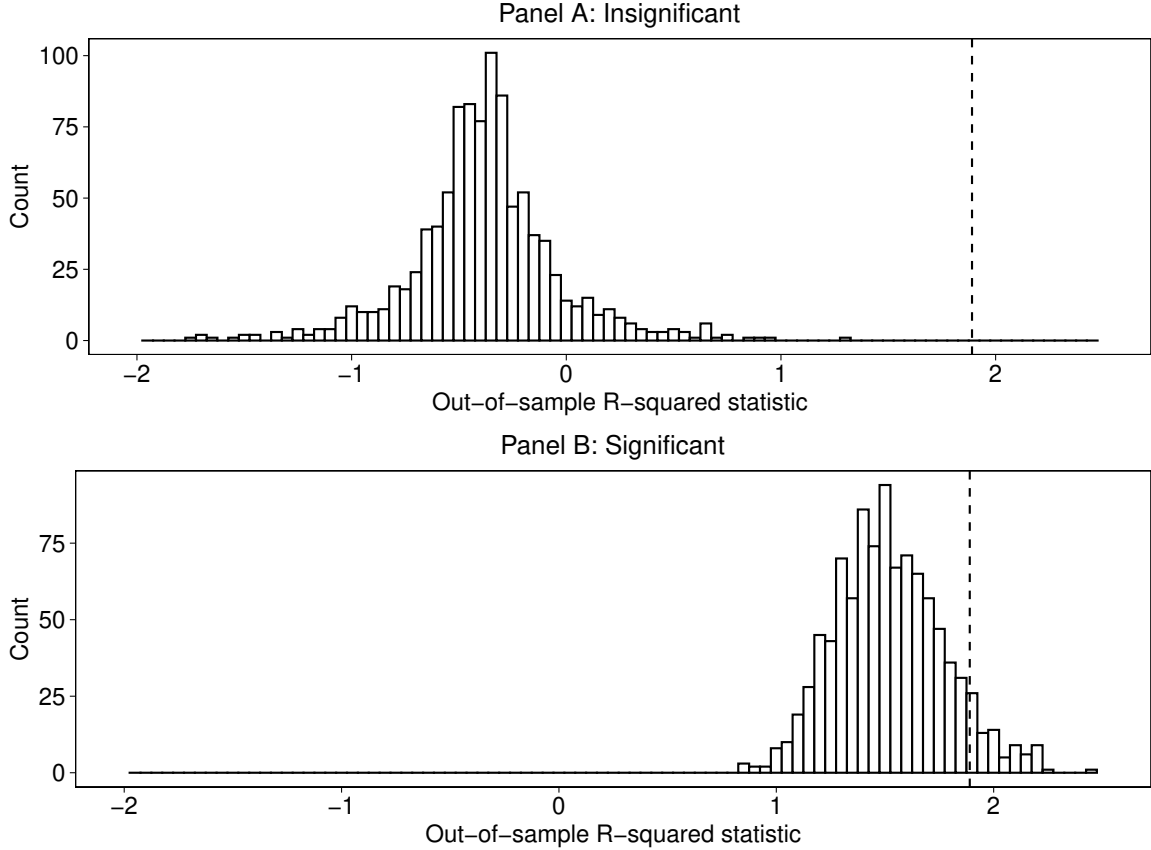 Panel A: Insignificant
100
75
50
25
0
Count
−2 −1 0 1 2
Out−of−sample R−squared statistic
Panel B: Significant
75
50
25
0
Count
−2 −1 0 1 2
Out−of−sample R−squared statistic